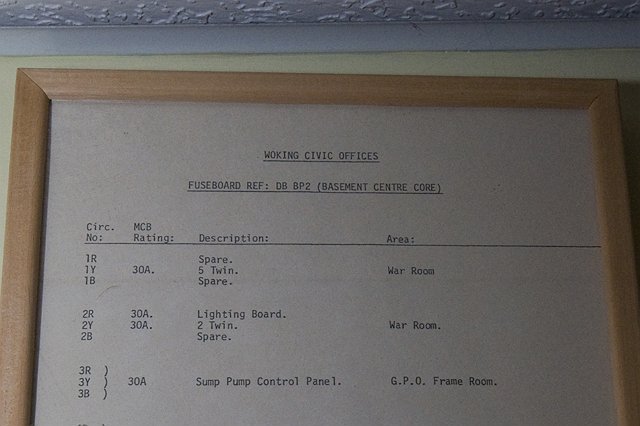 WOKING CIVIC OFFICES
FUSEBOARD REF: DB BP2 (BASEMENT CENTRE CORE)
Circ. MCB
No: Rating: Description: Area:
1R Spare.
1Y 30A. 5 Twin. War Room
1B Spare.
2R 30A. Lighting Board.
2Y 30A. 2 Twin. War Room.
2B Spare.
3R )
3Y ) 30A Sump Pump Control Panel. G.P.O. Frame Room.
3B )